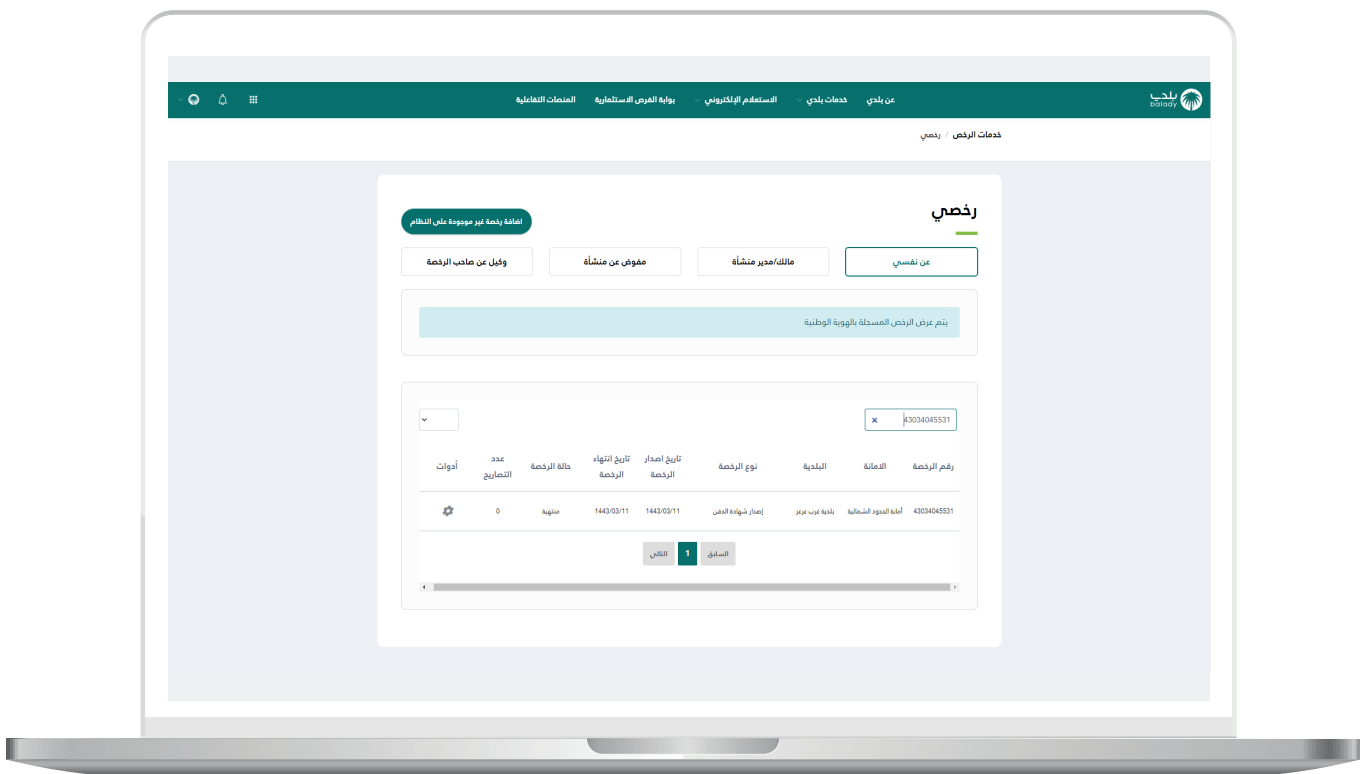 بلدي
balady
عن بلدي
خدمات بلدي
الاستعلام الإلكتروني
بوابة الفرص الاستثمارية
المنصات التفاعلية
خدمات الرخص / رخصي
رخصي
اضافة رخصة غير موجودة على النظام
عن نفسي
مالك/مدير منشأة
مفوض عن منشأة
وكيل عن صاحب الرخصة
يتم عرض الرخص المسجلة بالهوية الوطنية
43034045531
رقم الرخصة
الامانة
البلدية
نوع الرخصة
تاريخ اصدار
الرخصة
تاريخ انتهاء
الرخصة
حالة الرخصة
عدد
التصاريح
أدوات
43034045531
أمانة الحدود الشمالية
بلدية غرب عرعر
إصدار شهادة الدفن
1443/03/11
1443/03/11
منتهية
0
السابق
1
التالي